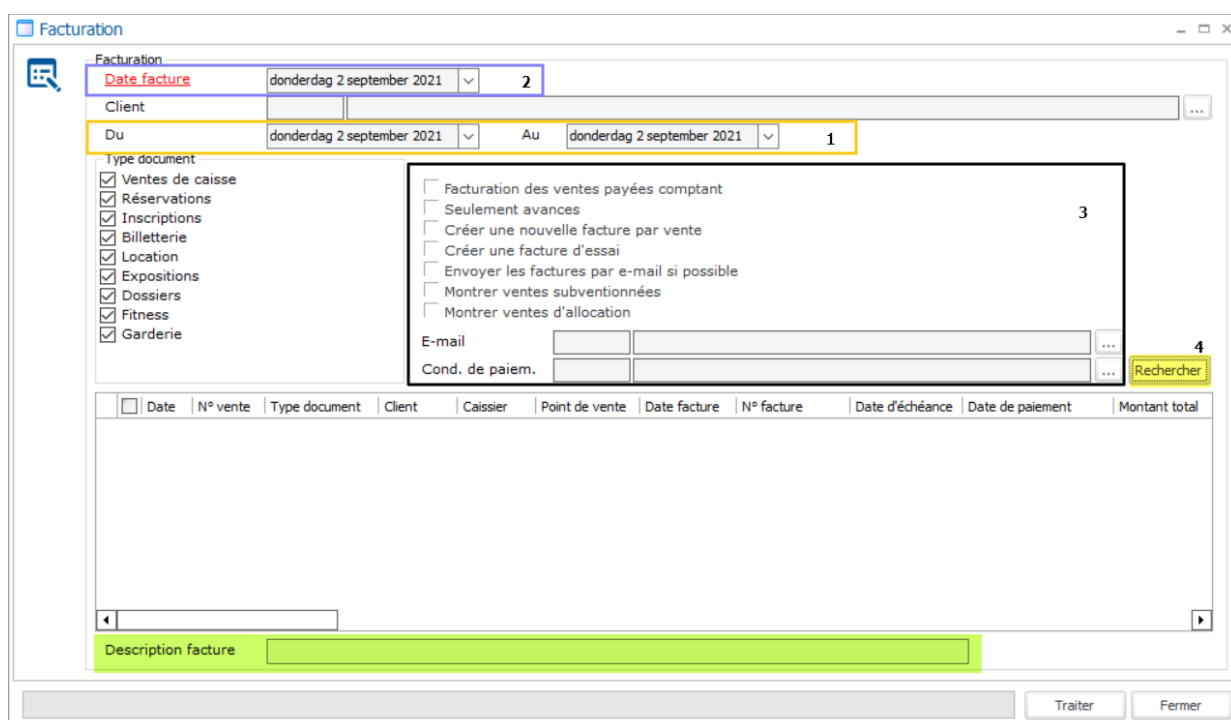 Facturation
Facturation
Date facture donderdag 2 september 2021 2
Client ...
Du donderdag 2 september 2021 Au donderdag 2 september 2021 1
Type document
Ventes de caisse
Réservations
Inscriptions
Billetterie
Location
Expositions
Dossiers
Fitness
Garderie
Facturation des ventes payées comptant
Seulement avances
3
Créer une nouvelle facture par vente
Créer une facture d'essai
Envoyer les factures par e-mail si possible
Montrer ventes subventionnées
Montrer ventes d'allocation
E-mail ...
Cond. de paiem. ...
4
Rechercher
Date N° vente Type document Client Caissier Point de vente Date facture N° facture Date d'échéance Date de paiement Montant total
Description facture
Traiter Fermer